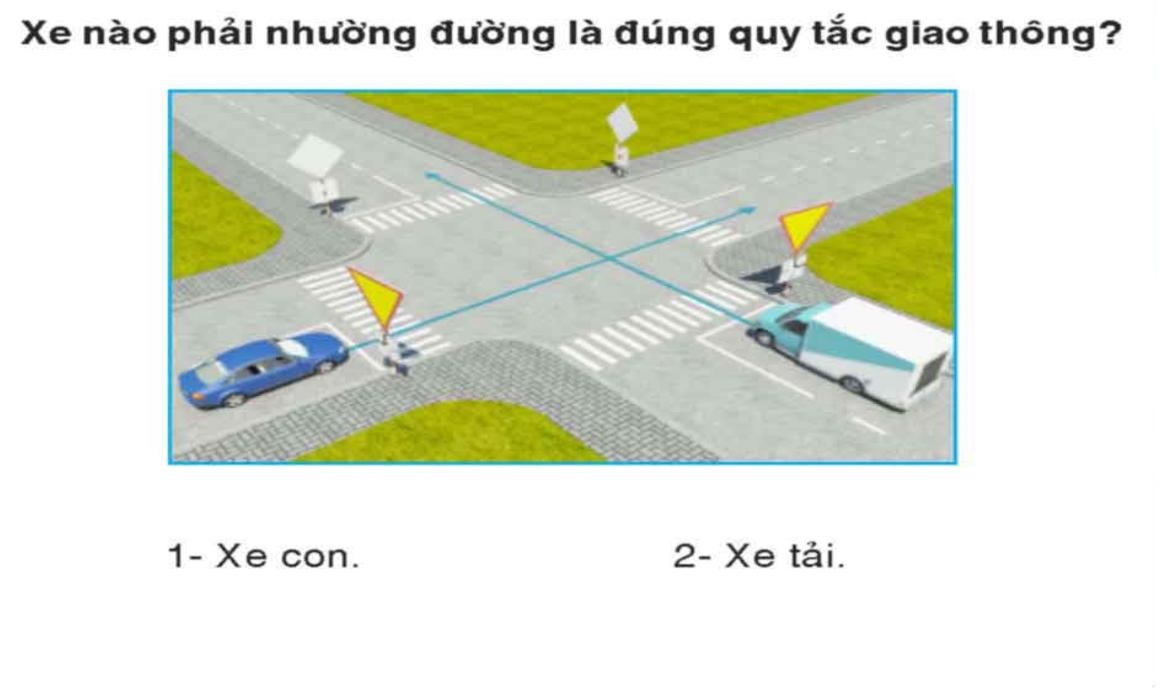 Xe nào phải nhường đường là đúng quy tắc giao thông?
1- Xe con.
2- Xe tải.